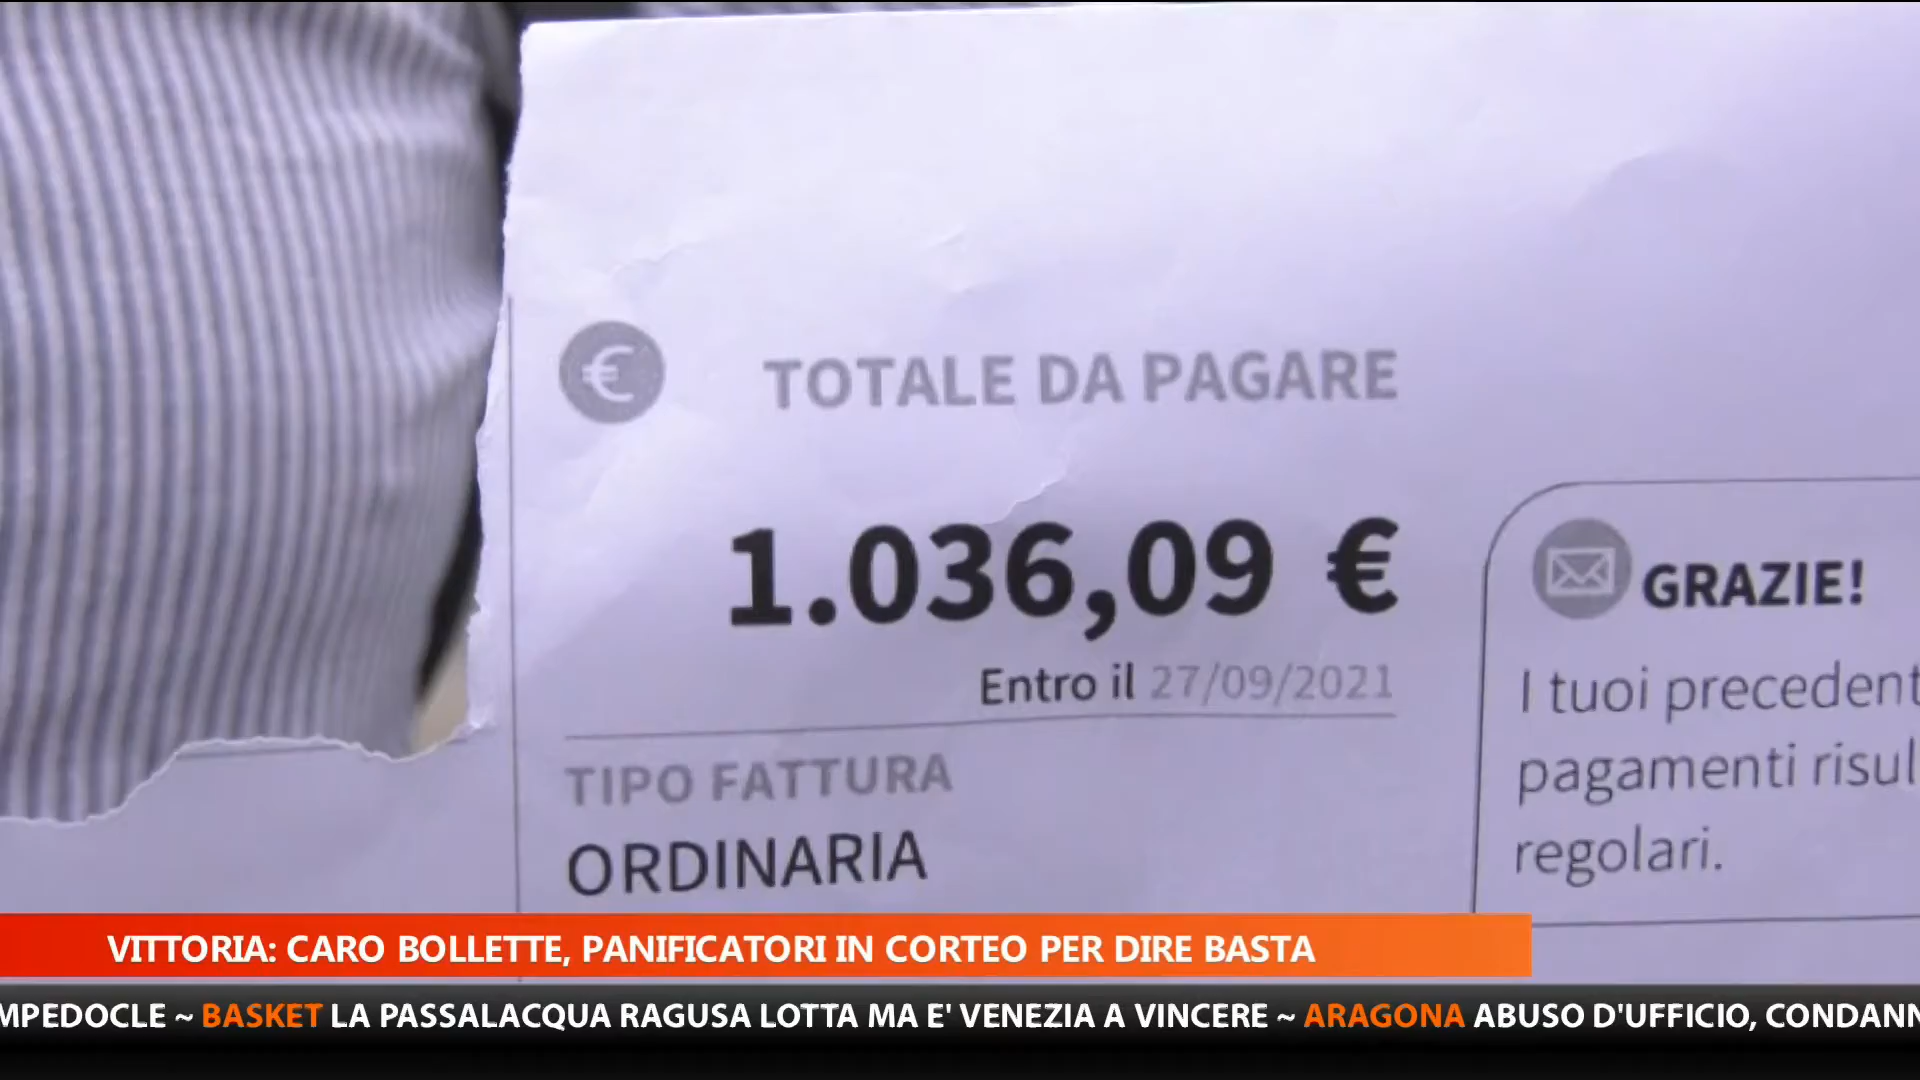 €
TOTALE DA PAGARE
1.036,09 €
Entro il 27/09/2021
TIPO FATTURA
ORDINARIA
GRAZIE!
I tuoi precedent
pagamenti risul
regolari.
VITTORIA: CARO BOLLETTE, PANIFICATORI IN CORTEO PER DIRE BASTA
MPEDOCLE ~ BASKET LA PASSALACQUA RAGUSA LOTTA MA E' VENEZIA A VINCERE ~ ARAGONA ABUSO D'UFFICIO, CONDANN